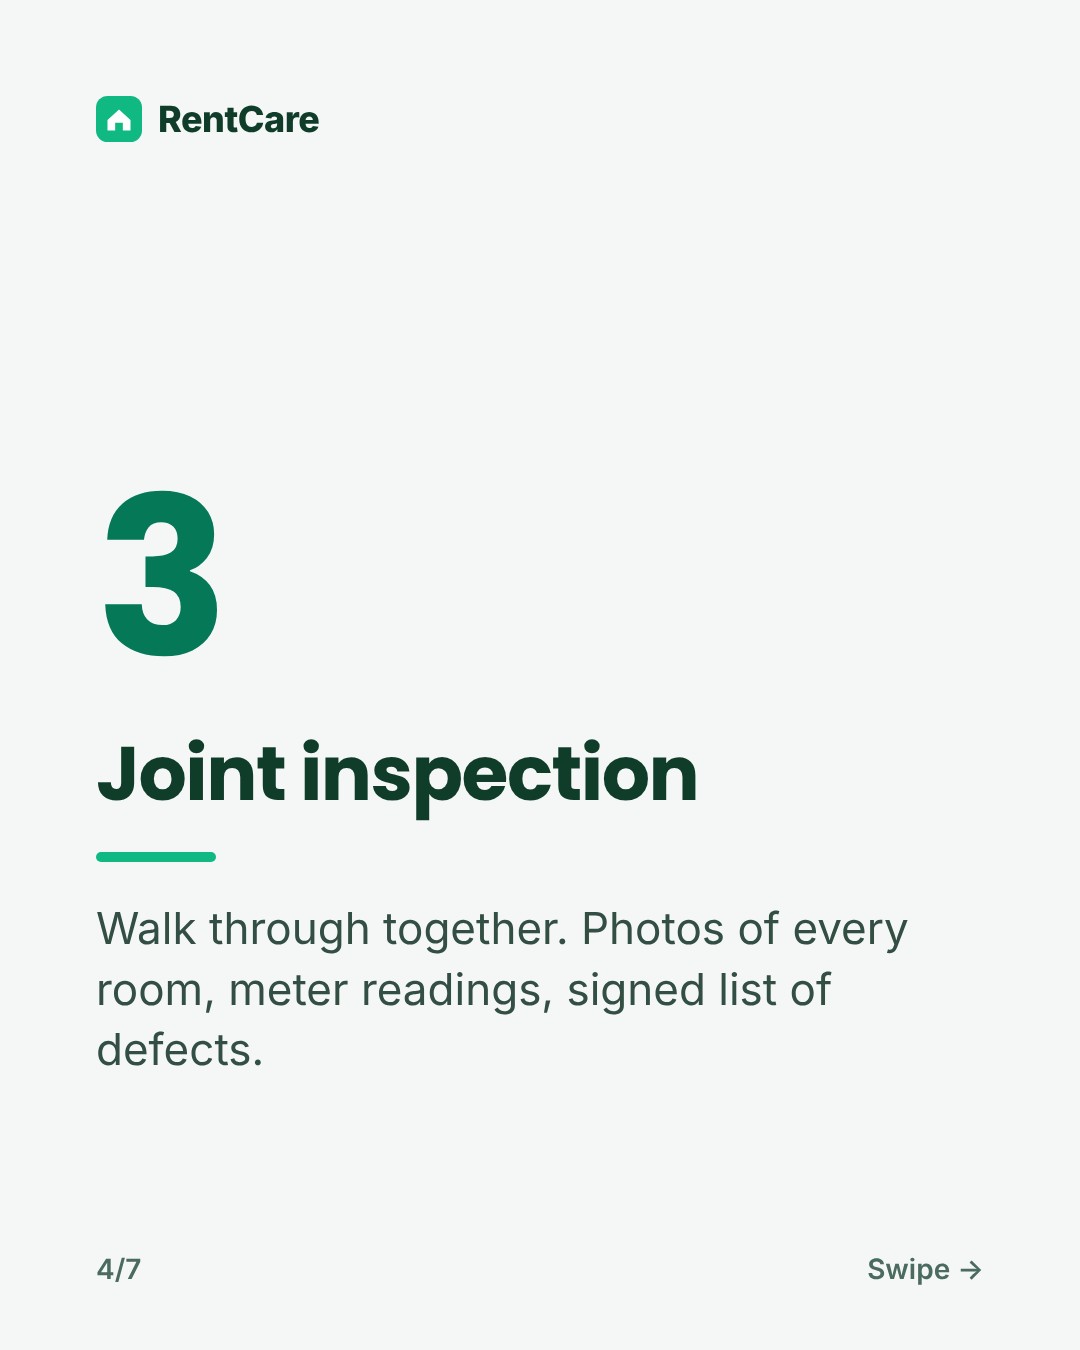 RentCare
3
Joint inspection
Walk through together. Photos of every
room, meter readings, signed list of
defects.
4/7
Swipe →